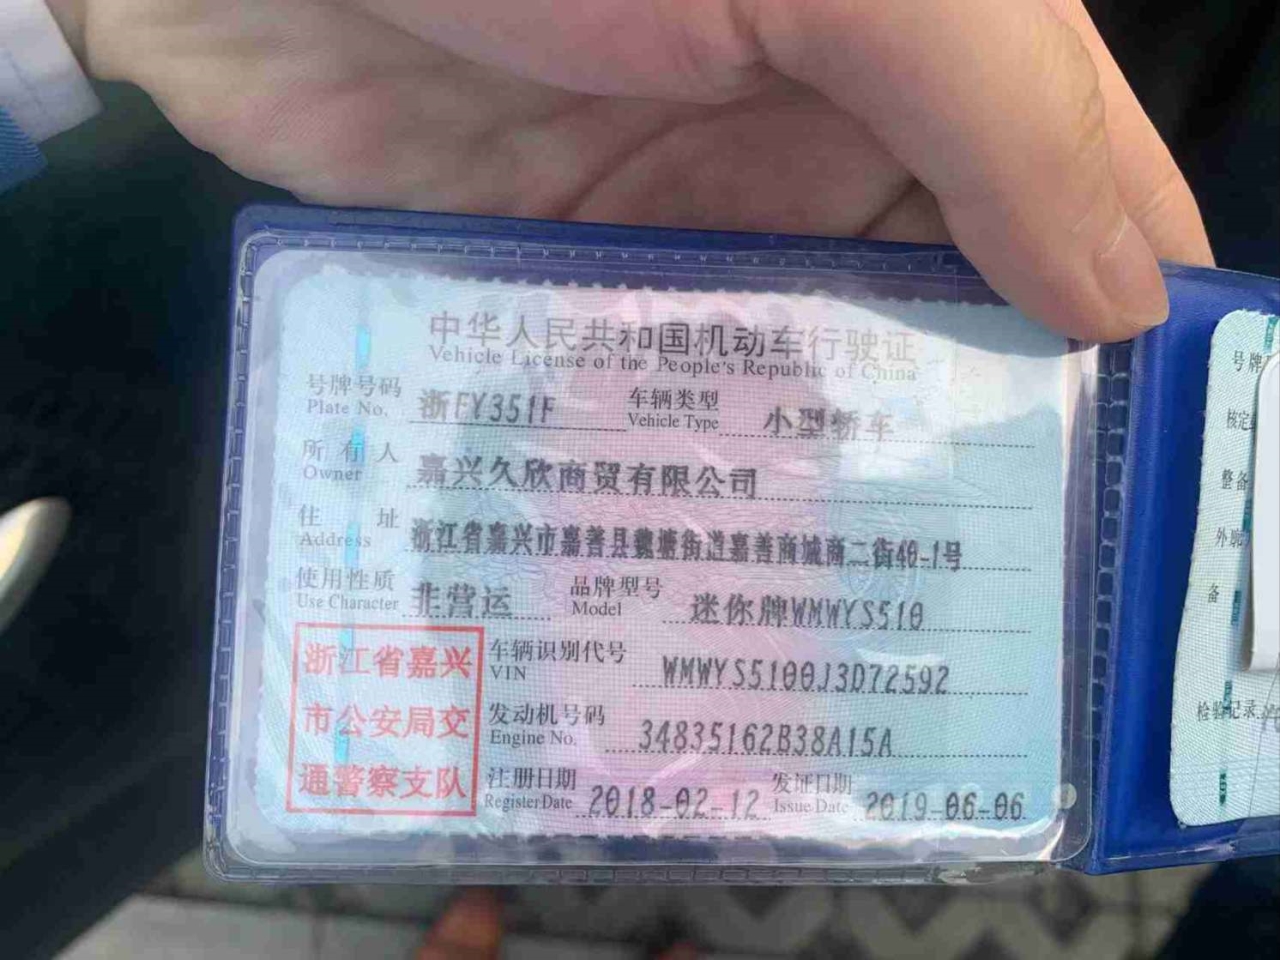 中华人民共和国机动车行驶证
Vehicle License of the People's Republic of China
号牌号码 浙FY351F 车辆类型 小型轿车
Plate No. Vehicle Type
所有人 嘉兴久欣商贸有限公司
Owner
住址 浙江省嘉兴市嘉善县魏塘街道嘉善商城商二街40-1号
Address
使用性质 非营运 品牌型号 迷你牌WMWYS510
Use Character Model
浙江省嘉兴
市公安局交
通警察支队
车辆识别代号 WMWYS5100J3D72592
VIN
发动机号码 34835162B38A15A
Engine No.
注册日期 2018-02-12 发证日期 2019-06-06
Register Date Issue Date
号牌
核定
整备
外廓
备
检验记录